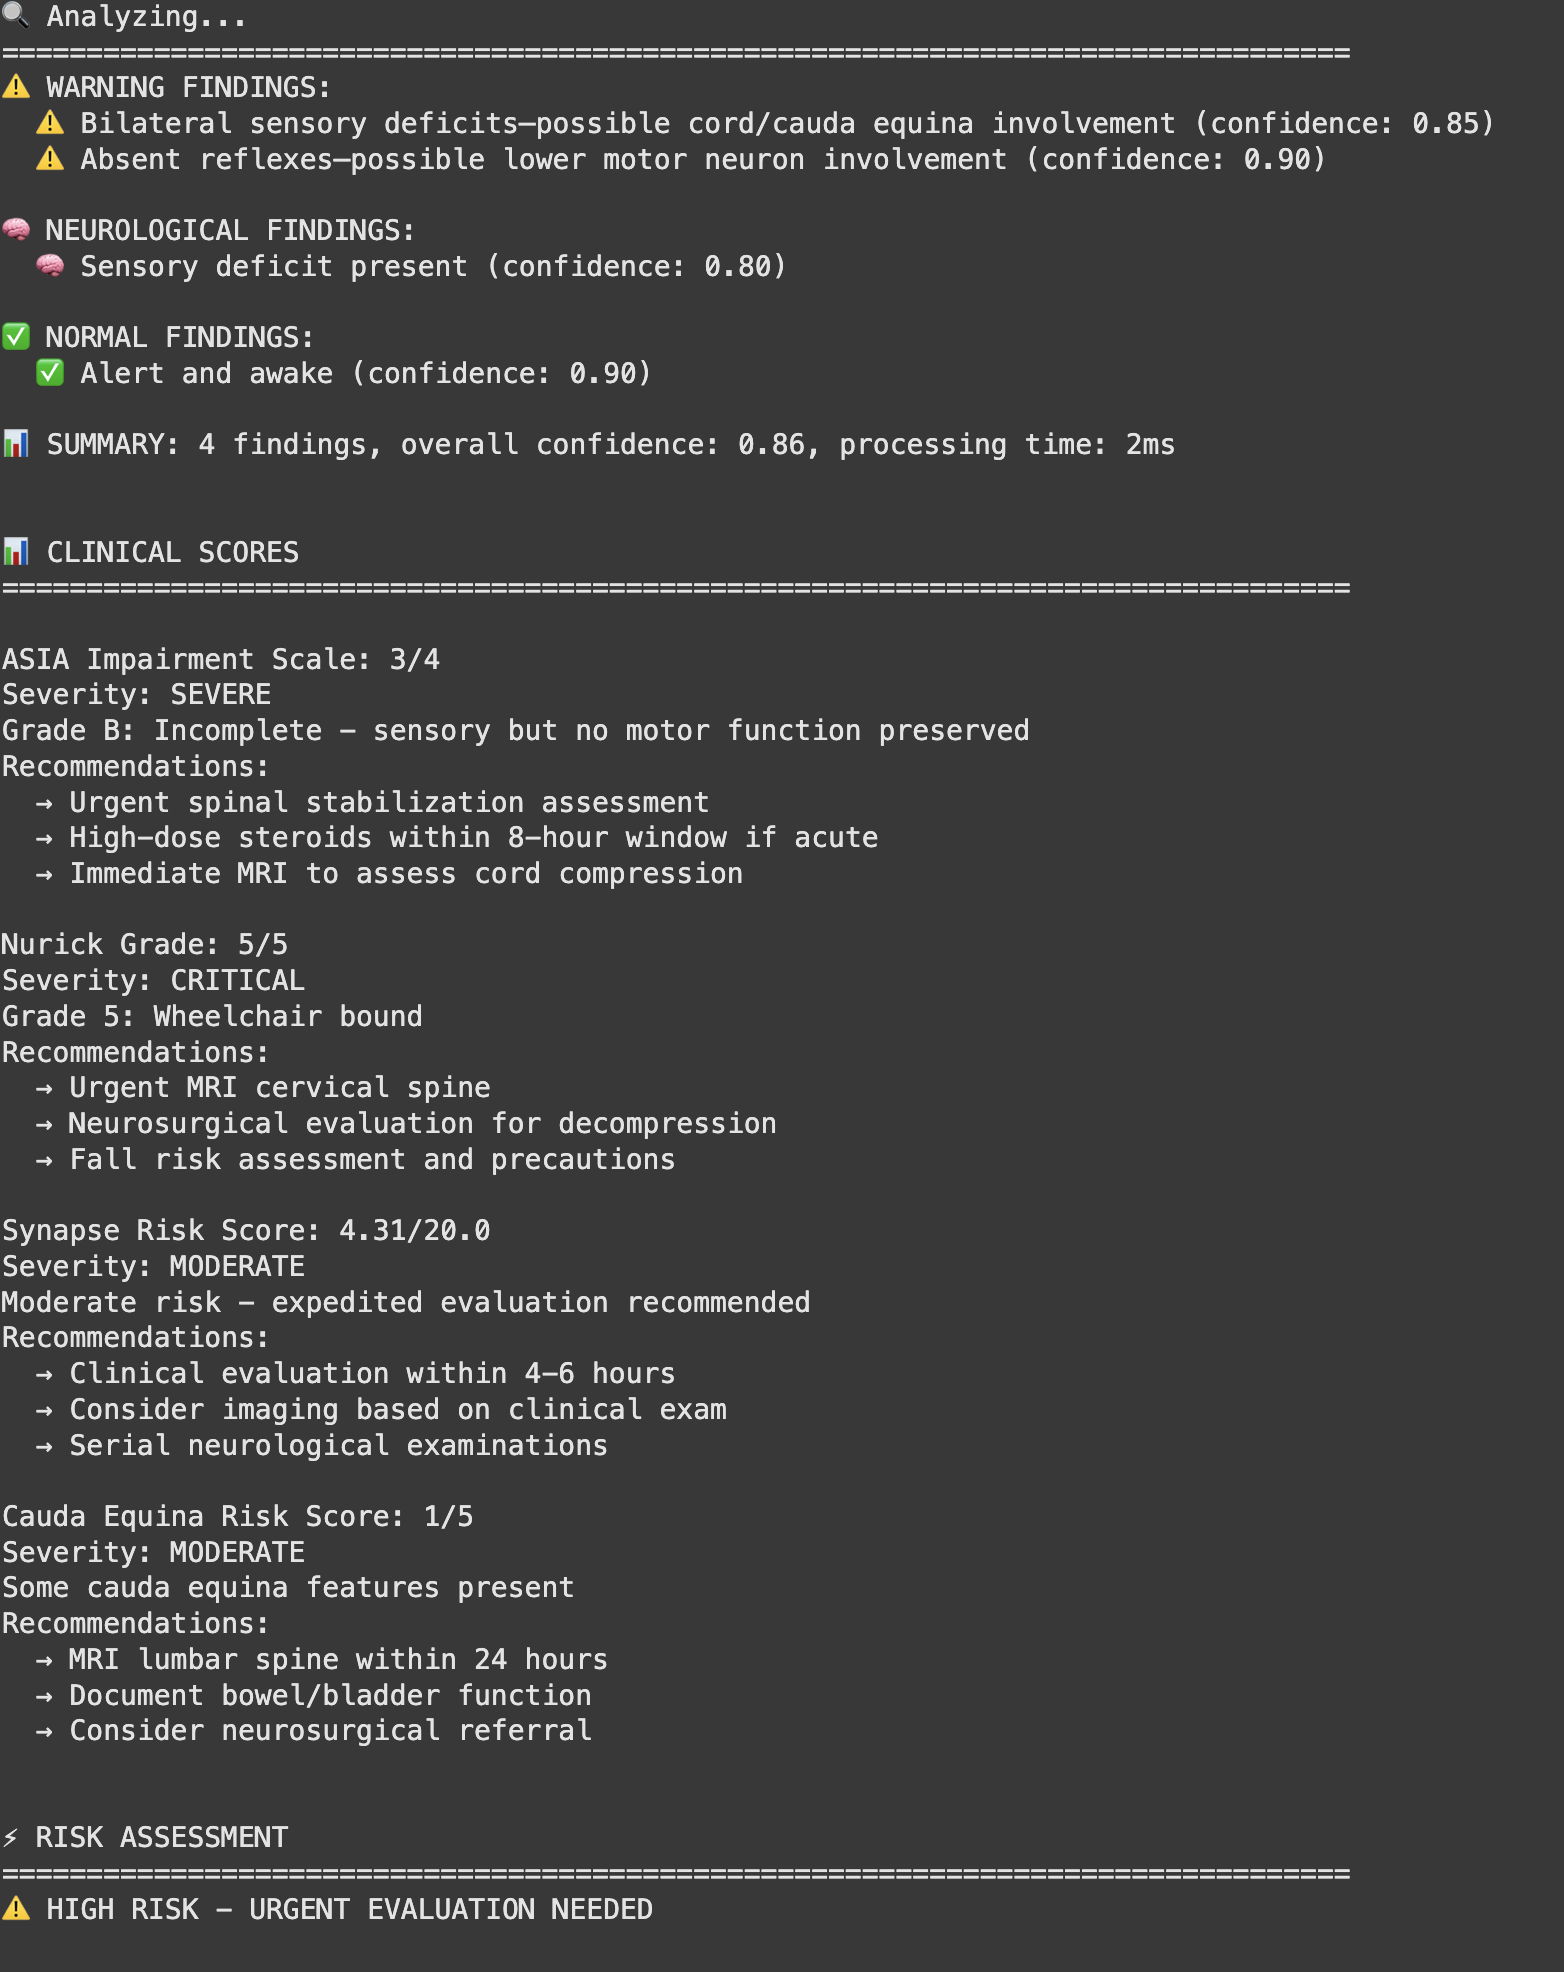 🔍 Analyzing...
================================================================================
⚠️ WARNING FINDINGS:
  ⚠️ Bilateral sensory deficits—possible cord/cauda equina involvement (confidence: 0.85)
  ⚠️ Absent reflexes—possible lower motor neuron involvement (confidence: 0.90)

🧠 NEUROLOGICAL FINDINGS:
  🧠 Sensory deficit present (confidence: 0.80)

✅ NORMAL FINDINGS:
  ✅ Alert and awake (confidence: 0.90)

📊 SUMMARY: 4 findings, overall confidence: 0.86, processing time: 2ms

📊 CLINICAL SCORES
================================================================================

ASIA Impairment Scale: 3/4
Severity: SEVERE
Grade B: Incomplete – sensory but no motor function preserved
Recommendations:
  → Urgent spinal stabilization assessment
  → High-dose steroids within 8-hour window if acute
  → Immediate MRI to assess cord compression

Nurick Grade: 5/5
Severity: CRITICAL
Grade 5: Wheelchair bound
Recommendations:
  → Urgent MRI cervical spine
  → Neurosurgical evaluation for decompression
  → Fall risk assessment and precautions

Synapse Risk Score: 4.31/20.0
Severity: MODERATE
Moderate risk – expedited evaluation recommended
Recommendations:
  → Clinical evaluation within 4–6 hours
  → Consider imaging based on clinical exam
  → Serial neurological examinations

Cauda Equina Risk Score: 1/5
Severity: MODERATE
Some cauda equina features present
Recommendations:
  → MRI lumbar spine within 24 hours
  → Document bowel/bladder function
  → Consider neurosurgical referral

⚡ RISK ASSESSMENT
================================================================================
⚠️ HIGH RISK – URGENT EVALUATION NEEDED